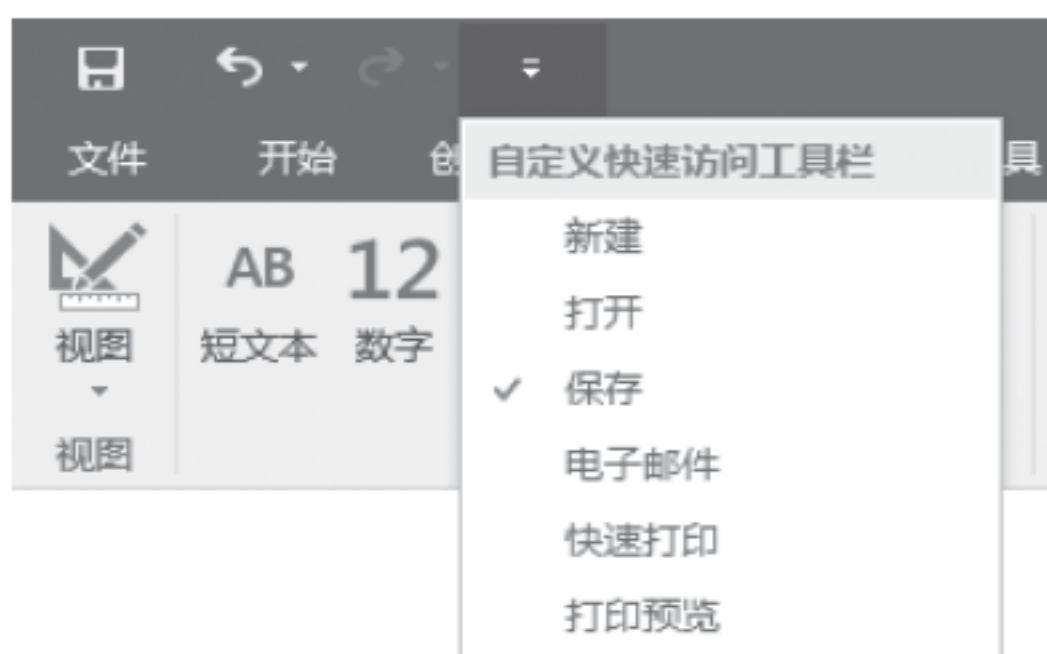 文件 开始 创 具
自定义快速访问工具栏
新建
打开
✓ 保存
电子邮件
快速打印
打印预览
AB 12
视图 短文本 数字
视图